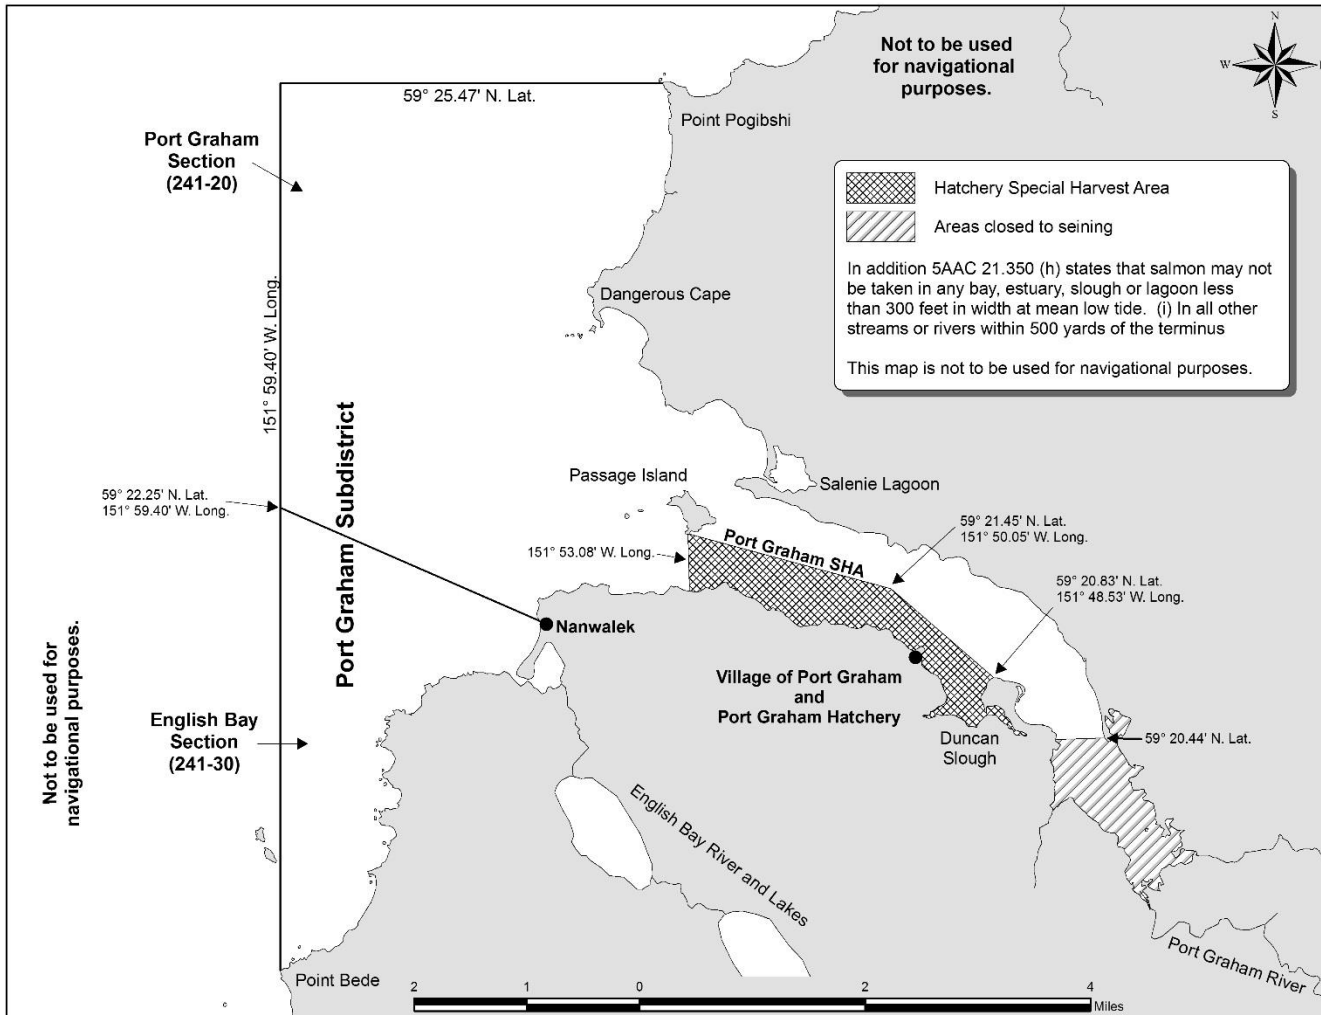 Not to be used
for navigational
purposes.
N
W
E
S
59° 25.47' N. Lat.
Point Pogibshi
Port Graham
Section
(241-20)
Hatchery Special Harvest Area
Areas closed to seining
In addition 5AAC 21.350 (h) states that salmon may not
be taken in any bay, estuary, slough or lagoon less
than 300 feet in width at mean low tide. (i) In all other
streams or rivers within 500 yards of the terminus
This map is not to be used for navigational purposes.
151° 59.40' W. Long.
Dangerous Cape
Port Graham Subdistrict
Passage Island
Salenie Lagoon
59° 22.25' N. Lat.
151° 59.40' W. Long.
59° 21.45' N. Lat.
151° 50.05' W. Long.
Port Graham SHA
151° 53.08' W. Long.
59° 20.83' N. Lat.
151° 48.53' W. Long.
Nanwalek
Not to be used for
navigational purposes.
Village of Port Graham
and
Port Graham Hatchery
English Bay
Section
(241-30)
Duncan
Slough
59° 20.44' N. Lat.
English Bay River and Lakes
Port Graham River
Point Bede
2
1
0
2
4
Miles